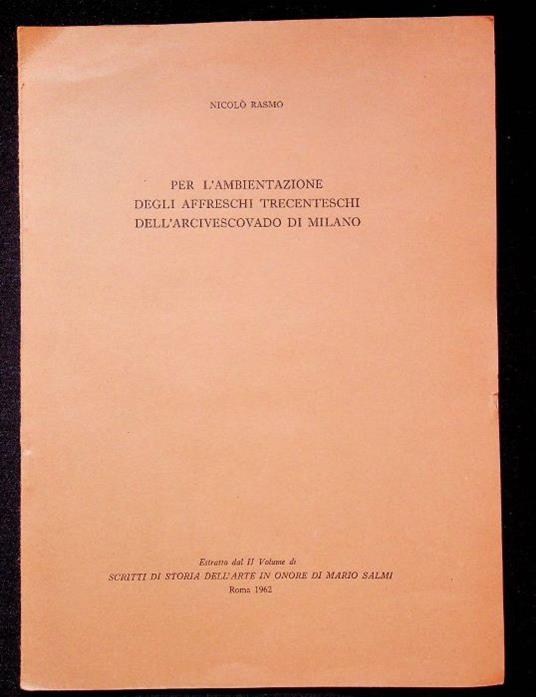 NICOLÒ RASMO
PER L'AMBIENTAZIONE
DEGLI AFFRESCHI TRECENTESCHI
DELL'ARCIVESCOVADO DI MILANO
Estratto dal II Volume di
SCRITTI DI STORIA DELL'ARTE IN ONORE DI MARIO SALMI
Roma 1962